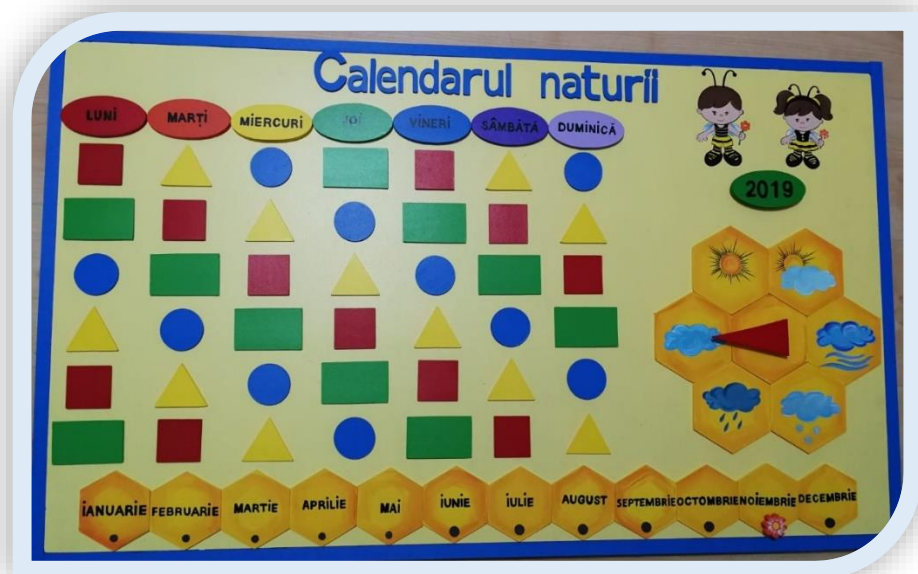 Calendarul naturii
LUNI MARȚI MIERCURI JOI VINERI SÂMBĂTĂ DUMINICĂ
2019
IANUARIE FEBRUARIE MARTIE APRILIE MAI IUNIE IULIE AUGUST SEPTEMBRIE OCTOMBRIE NOIEMBRIE DECEMBRIE